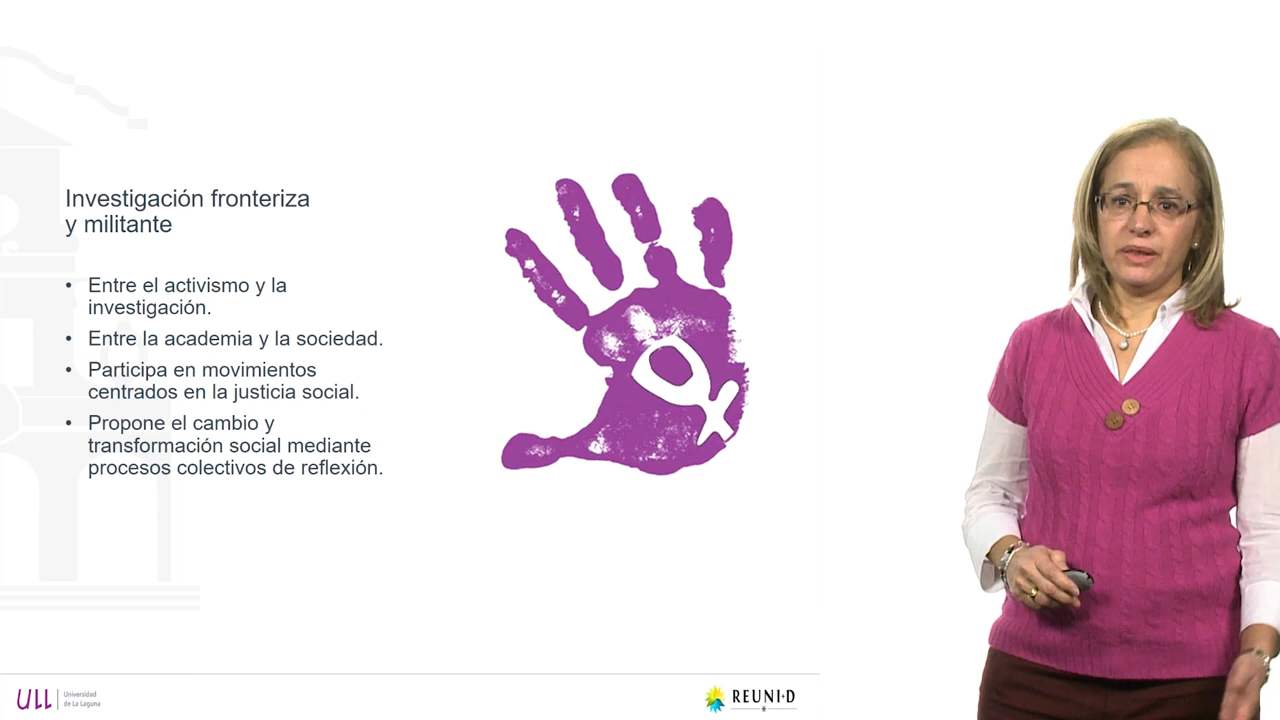 Investigación fronteriza
y militante
• Entre el activismo y la
investigación.
• Entre la academia y la sociedad.
• Participa en movimientos
centrados en la justicia social.
• Propone el cambio y
transformación social mediante
procesos colectivos de reflexión.
ULL
Universidad
de La Laguna
REUNI+D